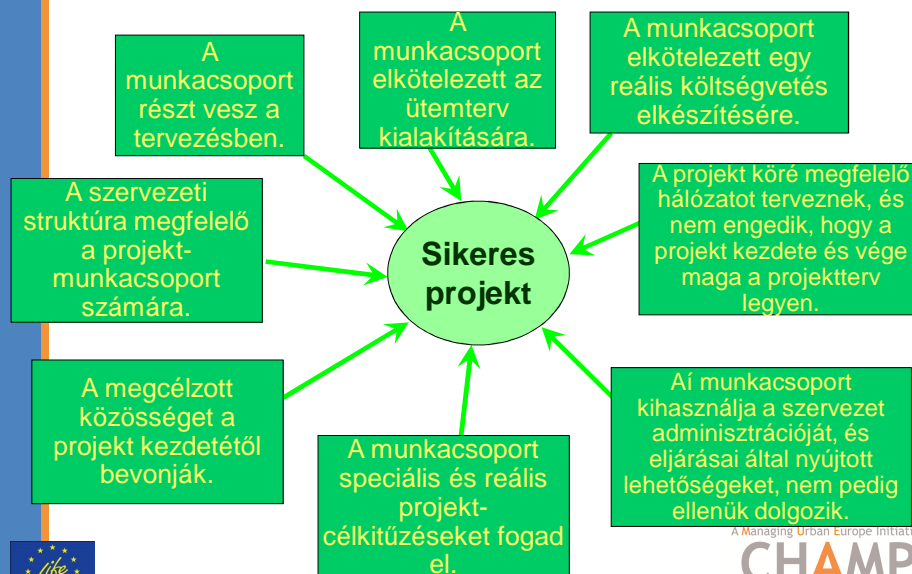 A
munkacsoport
részt vesz a
tervezésben.
A
munkacsoport
elkötelezett az
ütemterv
kialakítására.
A munkacsoport
elkötelezett egy
reális költségvetés
elkészítésére.
A szervezeti
struktúra megfelelő
a projekt-
munkacsoport
számára.
Sikeres
projekt
A projekt köré megfelelő
hálózatot terveznek, és
nem engedik, hogy a
projekt kezdete és vége
maga a projektterv
legyen.
A megcélzott
közösséget a
projekt kezdetétől
bevonják.
A munkacsoport
speciális és reális
projekt-
célkitűzéseket fogad
el.
Aí munkacsoport
kihasználja a szervezet
adminisztrációját, és
eljárásai által nyújtott
lehetőségeket, nem pedig
ellenük dolgozik.
A Managing Urban Europe Initiati
CHAMP
life